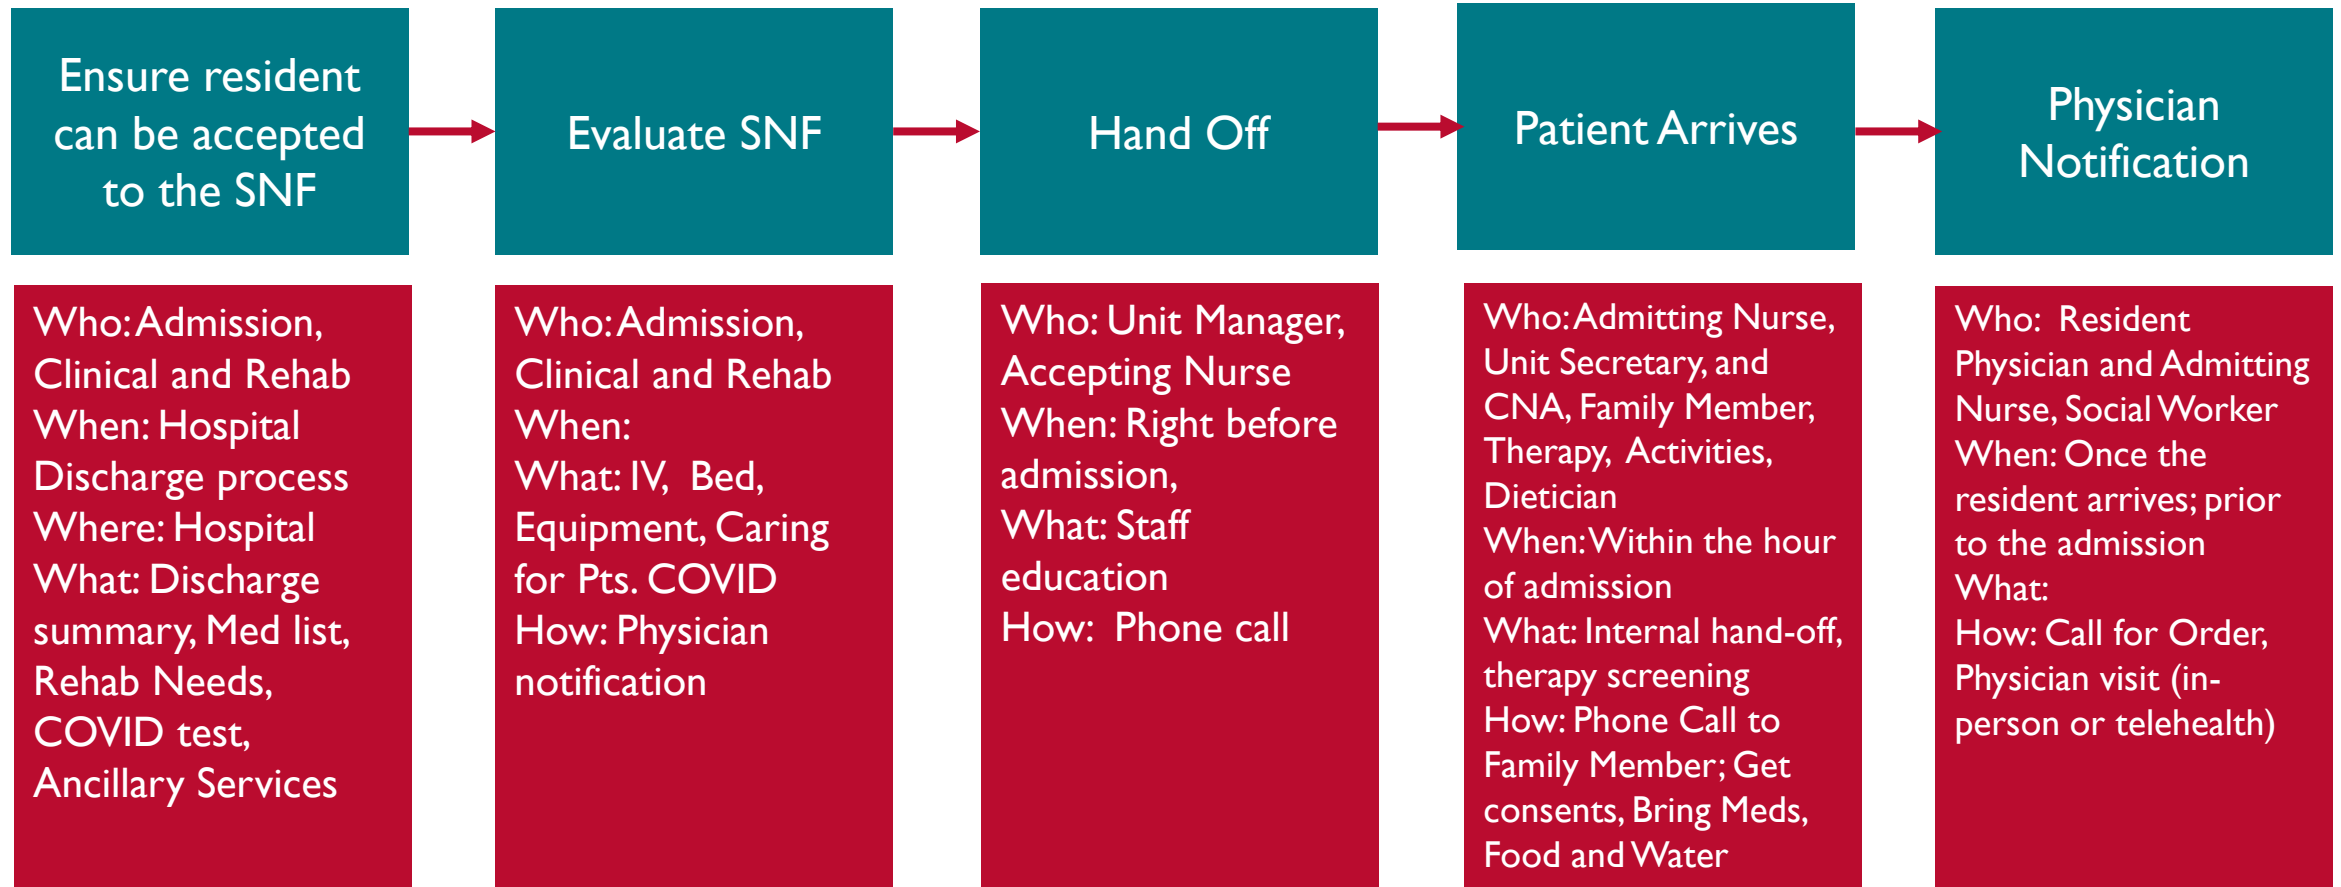 Ensure resident
can be accepted
to the SNF
Evaluate SNF
Hand Off
Patient Arrives
Physician
Notification
Who: Admission,
Clinical and Rehab
When: Hospital
Discharge process
Where: Hospital
What: Discharge
summary, Med list,
Rehab Needs,
COVID test,
Ancillary Services
Who: Admission,
Clinical and Rehab
When:
What: IV, Bed,
Equipment, Caring
for Pts. COVID
How: Physician
notification
Who: Unit Manager,
Accepting Nurse
When: Right before
admission,
What: Staff
education
How: Phone call
Who: Admitting Nurse,
Unit Secretary, and
CNA, Family Member,
Therapy, Activities,
Dietician
When: Within the hour
of admission
What: Internal hand-off,
therapy screening
How: Phone Call to
Family Member; Get
consents, Bring Meds,
Food and Water
Who: Resident
Physician and Admitting
Nurse, Social Worker
When: Once the
resident arrives; prior
to the admission
What:
How: Call for Order,
Physician visit (in-
person or telehealth)